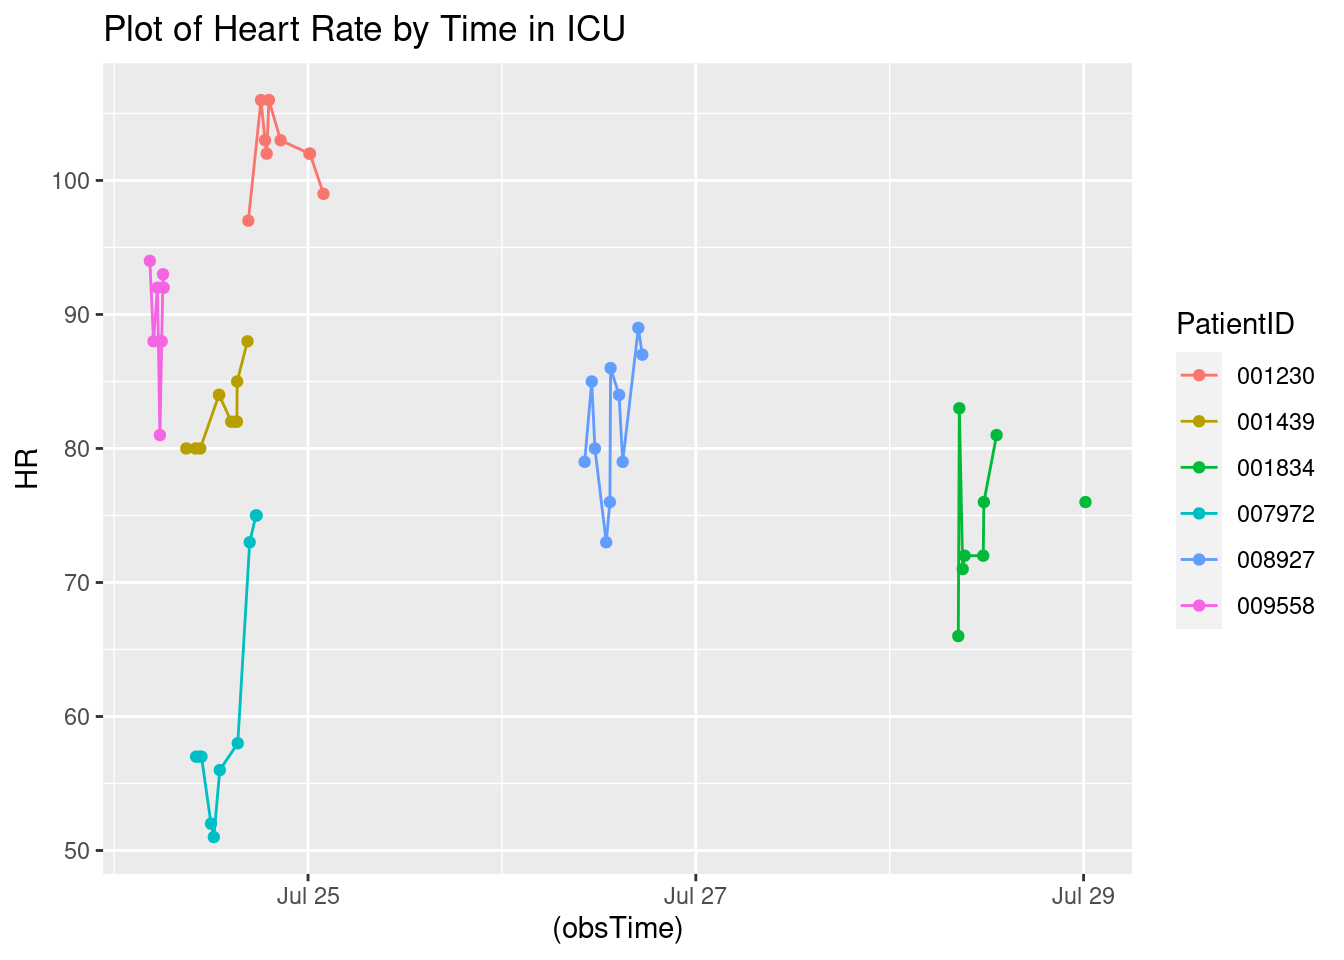 Plot of Heart Rate by Time in ICU
HR
100
90
80
70
60
50
Jul 25
Jul 27
Jul 29
(obsTime)
PatientID
001230
001439
001834
007972
008927
009558